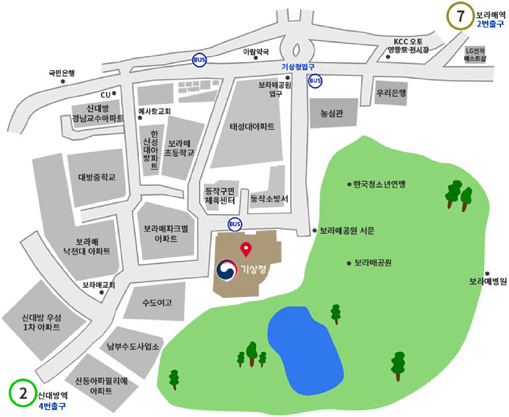 7
보라매역
2번출구
KCC 오토
영등포 전시장
LG전자
베스트샵
아람약국
BUS
기상청입구
국민은행
BUS
보라매공원
입구
CU
우리은행
신대방
경남교수아파트
농심관
메사랑교회
태성대아파트
한신성대아방파트
보라매
초등학교
대방중학교
한국청소년연맹
동작구민
체육센터
동작소방서
BUS
보라매파크빌
아파트
보라매공원 서문
보라매
낙천대 아파트
기상청
보라매공원
보라매병원
보라매교회
수도여고
신대방 우성
1차 아파트
남부수도사업소
신동아파밀리에
아파트
2
신대방역
4번출구